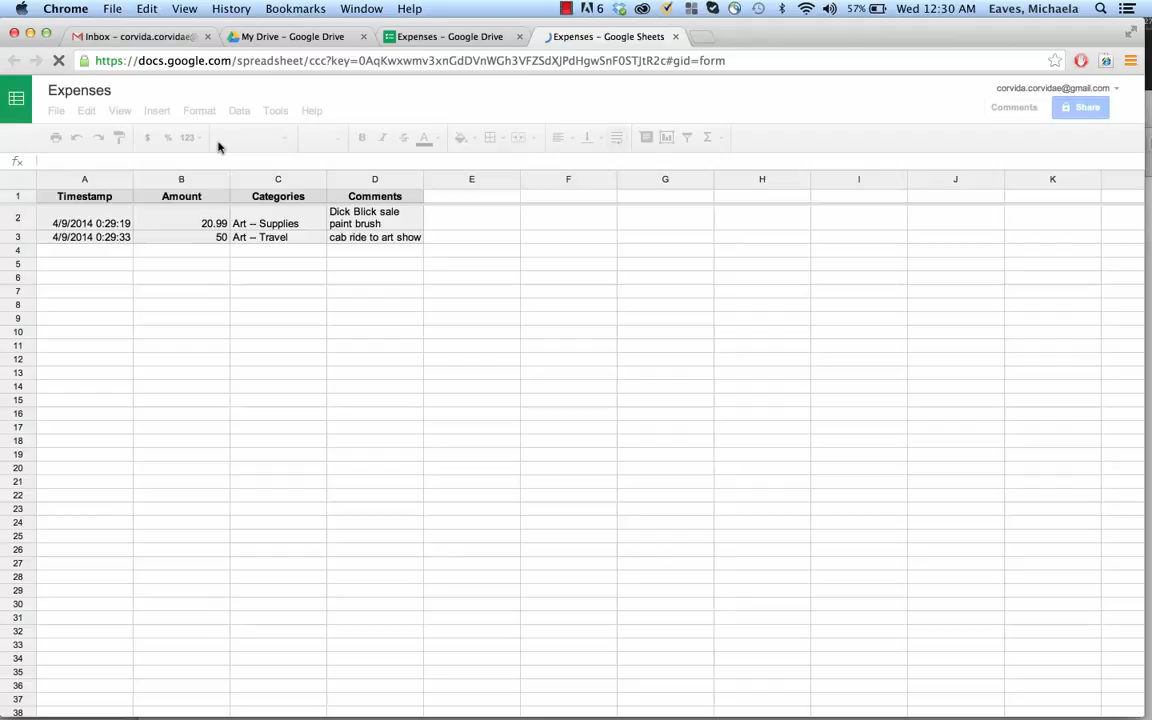 Chrome File Edit View History Bookmarks Window Help 6 57% Wed 12:30 AM Eaves, Michaela
Inbox – corvida.corvidae@ × My Drive – Google Drive × Expenses – Google Drive × Expenses – Google Sheets ×
https://docs.google.com/spreadsheet/ccc?key=0AqKwxwmv3xnGdDVnWGh3VFZSdXJPdHgwSnF0STJtR2c#gid=form
Expenses
corvida.corvidae@gmail.com
File Edit View Insert Format Data Tools Help
Comments Share
$ % 123 B I S A Σ
fx
A B C D E F G H I J K
1 Timestamp Amount Categories Comments
2 4/9/2014 0:29:19 20.99 Art -- Supplies Dick Blick sale
paint brush
3 4/9/2014 0:29:33 50 Art -- Travel cab ride to art show
4
5
6
7
8
9
10
11
12
13
14
15
16
17
18
19
20
21
22
23
24
25
26
27
28
29
30
31
32
33
34
35
36
37
38